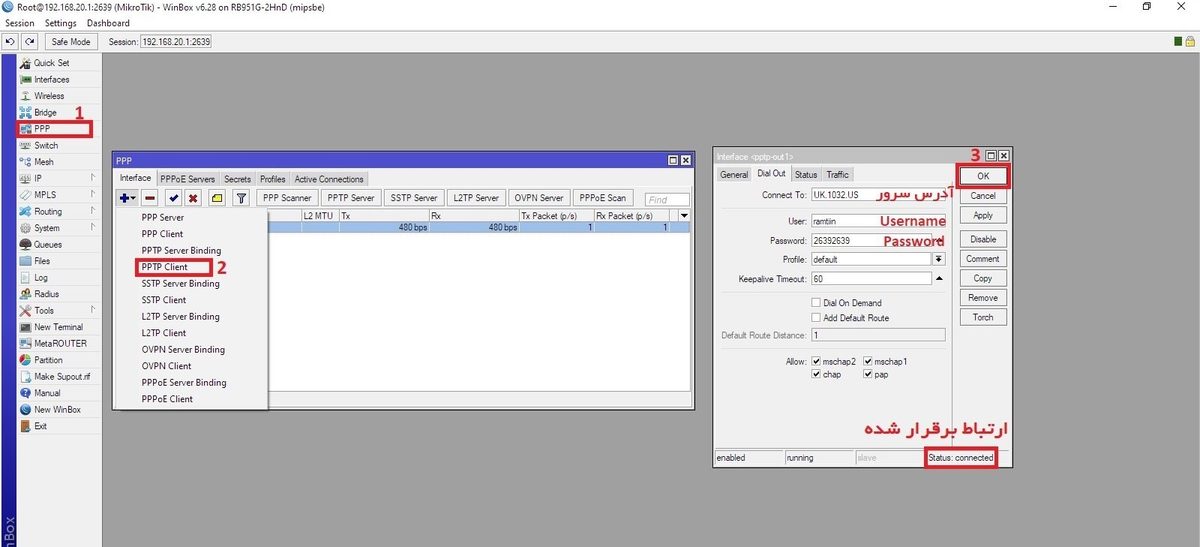 Root@192.168.20.1:2639 (MikroTik) - WinBox v6.28 on RB951G-2HnD (mipsbe)
Session Settings Dashboard
Safe Mode Session: 192.168.20.1:2639
Quick Set
Interfaces
Wireless
Bridge
1
PPP
Switch
Mesh
IP
MPLS
Routing
System
Queues
Files
Log
Radius
Tools
New Terminal
MetaROUTER
Partition
Make Supout.rif
Manual
New WinBox
Exit
WinBox
PPP
Interface PPPoE Servers Secrets Profiles Active Connections
PPP Scanner PPTP Server SSTP Server L2TP Server OVPN Server PPPoE Scan Find
L2 MTU Tx Rx Tx Packet (p/s) Rx Packet (p/s)
480 bps 480 bps 1 1
PPP Server
PPP Client
PPTP Server Binding
PPTP Client 2
SSTP Server Binding
SSTP Client
L2TP Server Binding
L2TP Client
OVPN Server Binding
OVPN Client
PPPoE Server Binding
PPPoE Client
Interface <pptp-out1>
General Dial Out Status Traffic
3
OK
Cancel
Apply
Disable
Comment
Copy
Remove
Torch
Connect To: UK.1032.US آدرس سرور
User: ramtiin Username
Password: 26392639 Password
Profile: default
Keepalive Timeout: 60
Dial On Demand
Add Default Route
Default Route Distance: 1
Allow: mschap2 mschap1
chap pap
ارتباط برقرار شده
enabled running slave Status: connected